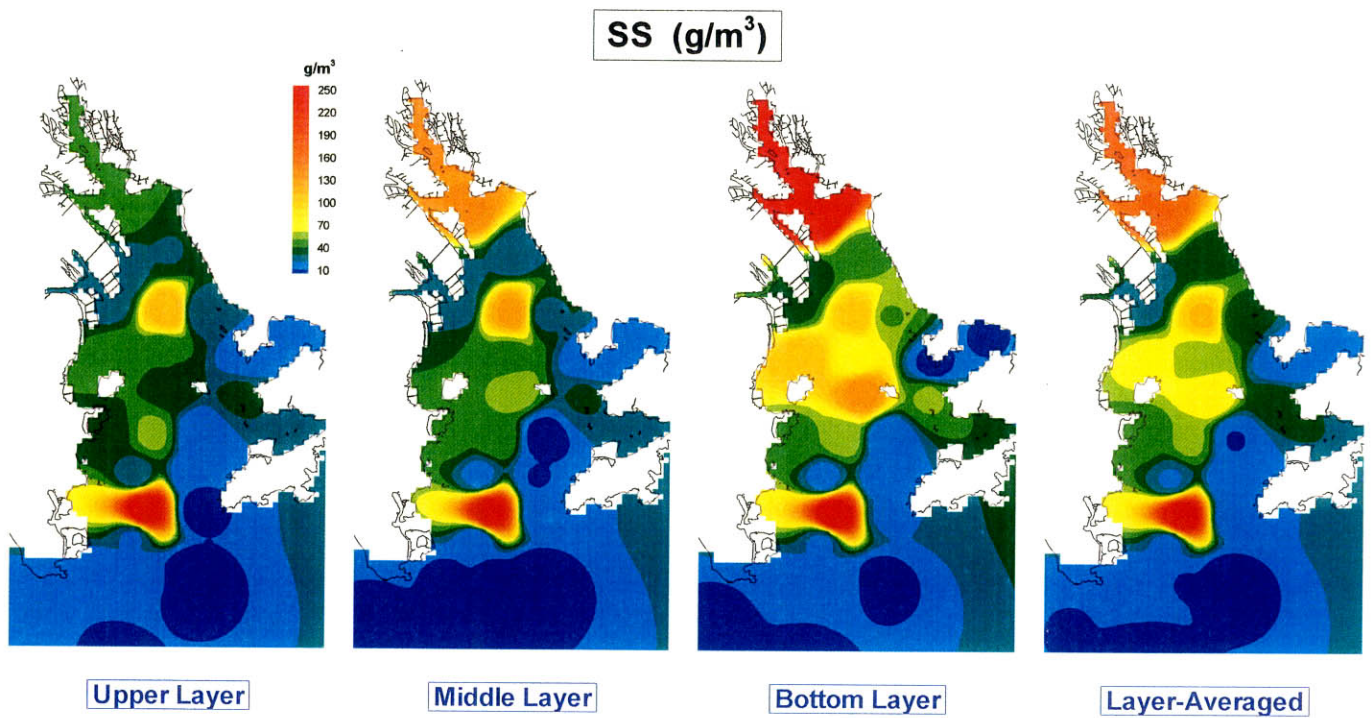 SS (g/m³)
g/m³
250
220
190
160
130
100
70
40
10
Upper Layer
Middle Layer
Bottom Layer
Layer-Averaged